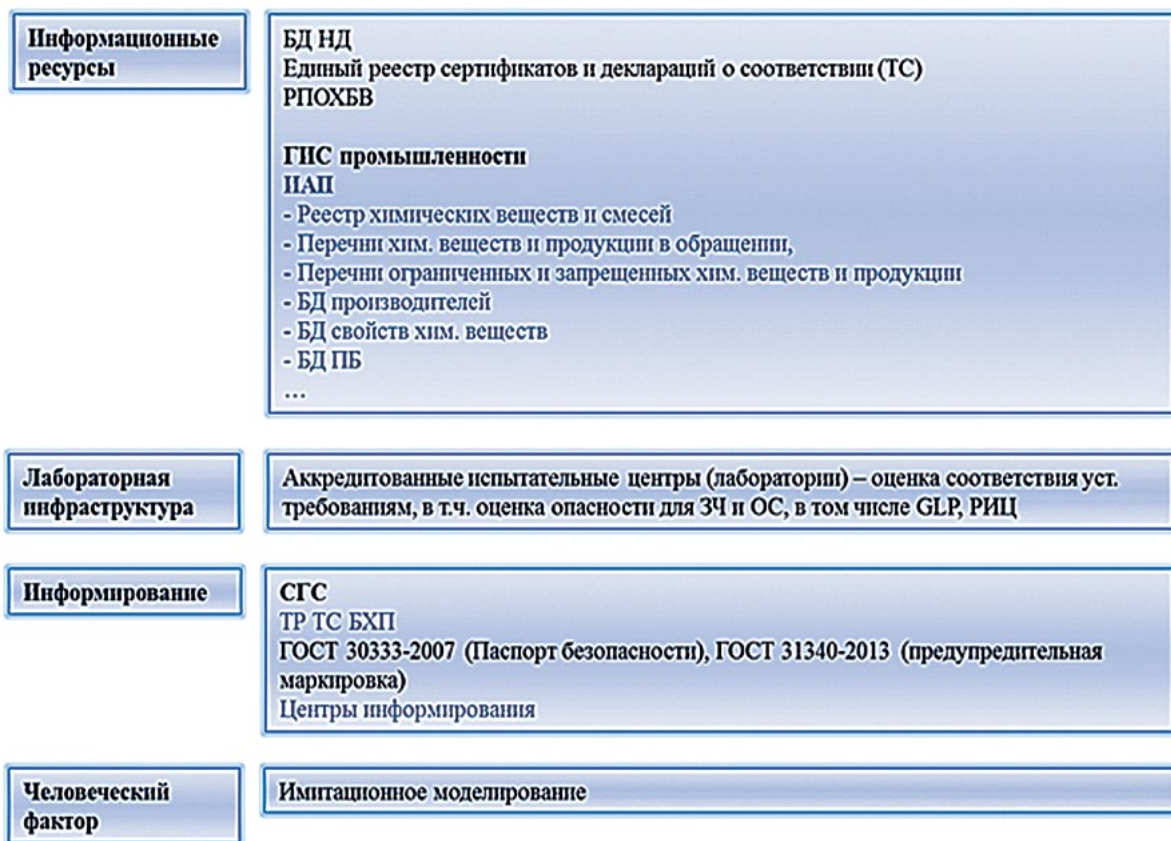 Информационные
ресурсы
БД НД
Единый реестр сертификатов и деклараций о соответствии (ТС)
РПОХБВ
ГИС промышленности
ИАП
- Реестр химических веществ и смесей
- Перечни хим. веществ и продукции в обращении,
- Перечни ограниченных и запрещенных хим. веществ и продукции
- БД производителей
- БД свойств хим. веществ
- БД ПБ
...
Лабораторная
инфраструктура
Аккредитованные испытательные центры (лаборатории) – оценка соответствия уст.
требованиям, в т.ч. оценка опасности для ЗЧ и ОС, в том числе GLP, РИЦ
Информирование
СГС
ТР ТС БХП
ГОСТ 30333-2007 (Паспорт безопасности), ГОСТ 31340-2013 (предупредительная
маркировка)
Центры информирования
Человеческий
фактор
Имитационное моделирование